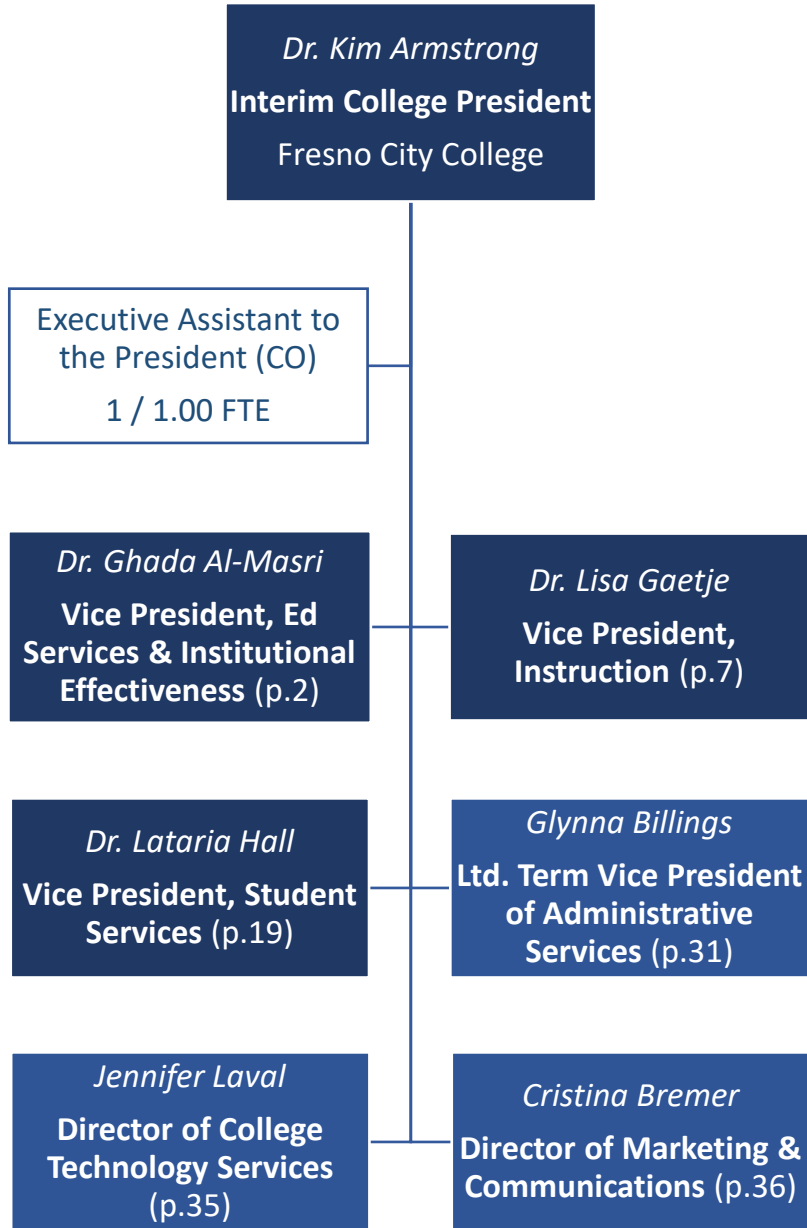 Dr. Kim Armstrong
Interim College President
Fresno City College
Executive Assistant to
the President (CO)
1 / 1.00 FTE
Dr. Ghada Al-Masri
Vice President, Ed
Services & Institutional
Effectiveness (p.2)
Dr. Lisa Gaetje
Vice President,
Instruction (p.7)
Dr. Lataria Hall
Vice President, Student
Services (p.19)
Glynna Billings
Ltd. Term Vice President
of Administrative
Services (p.31)
Jennifer Laval
Director of College
Technology Services
(p.35)
Cristina Bremer
Director of Marketing &
Communications (p.36)